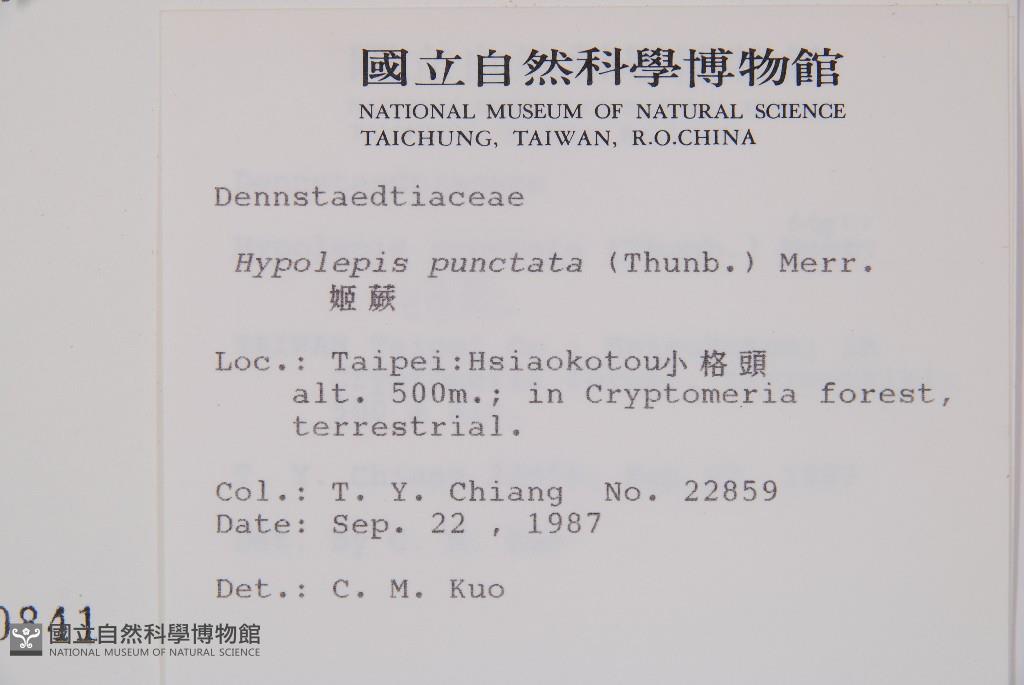 國立自然科學博物館
NATIONAL MUSEUM OF NATURAL SCIENCE
TAICHUNG, TAIWAN, R.O.CHINA
Dennstaedtiaceae
Hypolepis punctata (Thunb.) Merr.
姬蕨
Loc.: Taipei:Hsiaokotou小格頭
alt. 500m.; in Cryptomeria forest,
terrestrial.
Col.: T. Y. Chiang No. 22859
Date: Sep. 22 , 1987
Det.: C. M. Kuo
0841
國立自然科學博物館
NATIONAL MUSEUM OF NATURAL SCIENCE